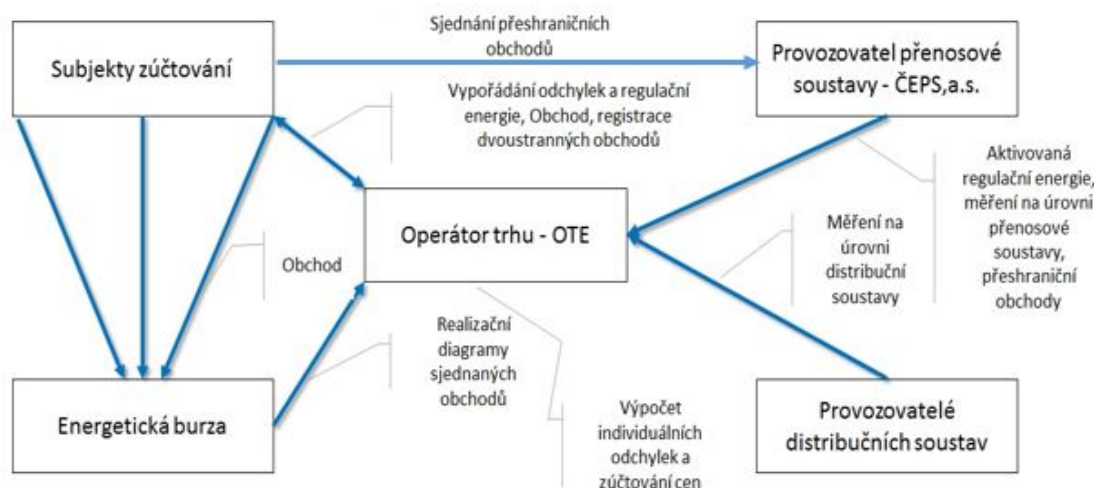 Sjednání přeshraničních
obchodů
Subjekty zúčtování
Provozovatel přenosové
soustavy - ČEPS,a.s.
Vypořádání odchylek a regulační
energie, Obchod, registrace
dvoustranných obchodů
Aktivovaná
regulační energie,
měření na úrovni
přenosové
soustavy,
přeshraniční
obchody
Operátor trhu - OTE
Měření na
úrovni
distribuční
soustavy
Obchod
Realizační
diagramy
sjednaných
obchodů
Energetická burza
Výpočet
individuálních
odchylek a
zúčtování cen
Provozovatelé
distribučních soustav